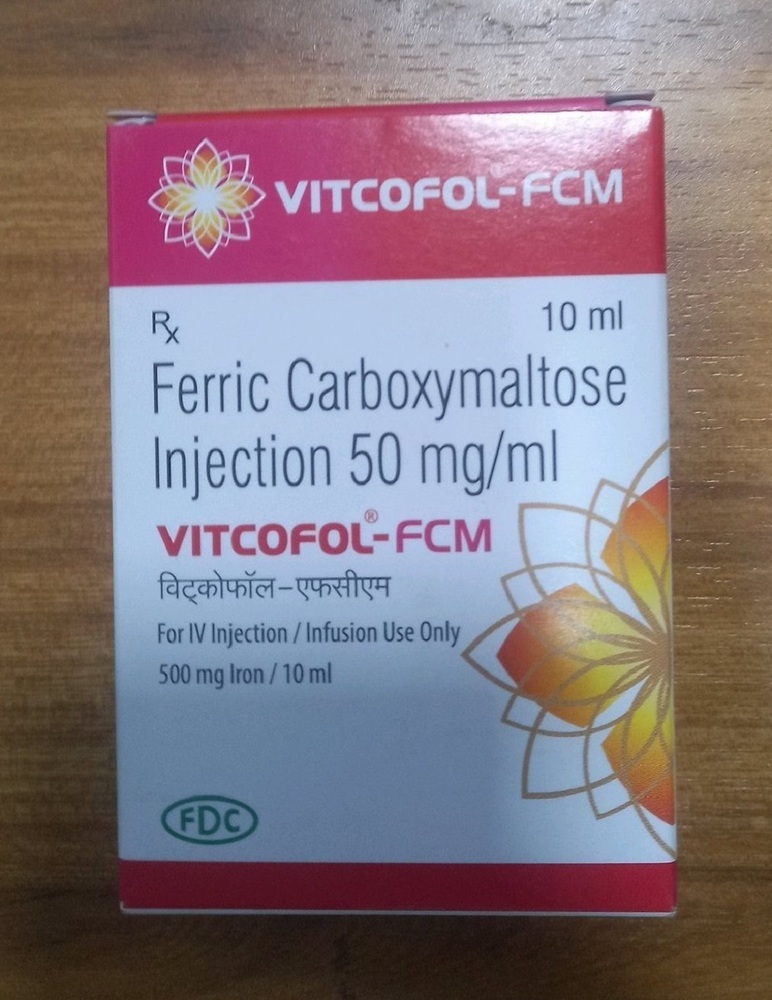 VITCOFOL®-FCM
Rx
10 ml
Ferric Carboxymaltose
Injection 50 mg/ml
VITCOFOL®-FCM
विट्कोफॉल-एफसीएम
For IV Injection / Infusion Use Only
500 mg Iron / 10 ml
FDC